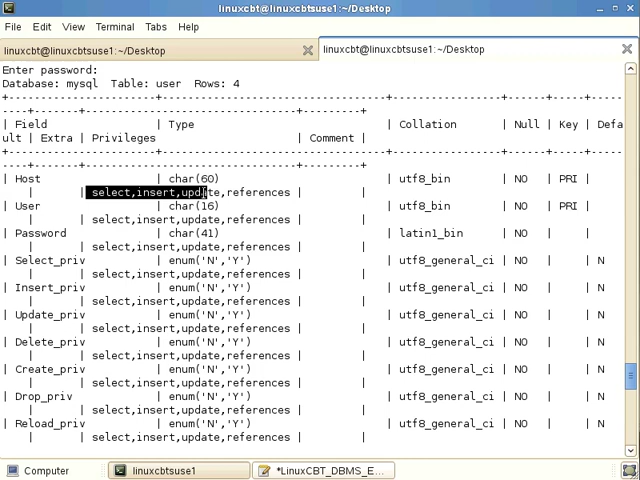 linuxcbt@linuxcbtsuse1:~/Desktop
File Edit View Terminal Tabs Help
linuxcbt@linuxcbtsuse1:~/Desktop linuxcbt@linuxcbtsuse1:~/Desktop
Enter password:
Database: mysql  Table: user  Rows: 4
+----------------------+-----------------------------------+-----------------+------+-----+-----
----+-------+---------------------------------+---------+
| Field | Type | Collation | Null | Key | Defa
ult | Extra | Privileges | Comment |
+----------------------+-----------------------------------+-----------------+------+-----+-----
----+-------+---------------------------------+---------+
| Host | char(60) | utf8_bin | NO | PRI |
| | select,insert,update,references | |
| User | char(16) | utf8_bin | NO | PRI |
| | select,insert,update,references | |
| Password | char(41) | latin1_bin | NO | |
| | select,insert,update,references | |
| Select_priv | enum('N','Y') | utf8_general_ci | NO | | N
| | select,insert,update,references | |
| Insert_priv | enum('N','Y') | utf8_general_ci | NO | | N
| | select,insert,update,references | |
| Update_priv | enum('N','Y') | utf8_general_ci | NO | | N
| | select,insert,update,references | |
| Delete_priv | enum('N','Y') | utf8_general_ci | NO | | N
| | select,insert,update,references | |
| Create_priv | enum('N','Y') | utf8_general_ci | NO | | N
| | select,insert,update,references | |
| Drop_priv | enum('N','Y') | utf8_general_ci | NO | | N
| | select,insert,update,references | |
| Reload_priv | enum('N','Y') | utf8_general_ci | NO | | N
| | select,insert,update,references | |
Computer linuxcbtsuse1 *LinuxCBT_DBMS_E...